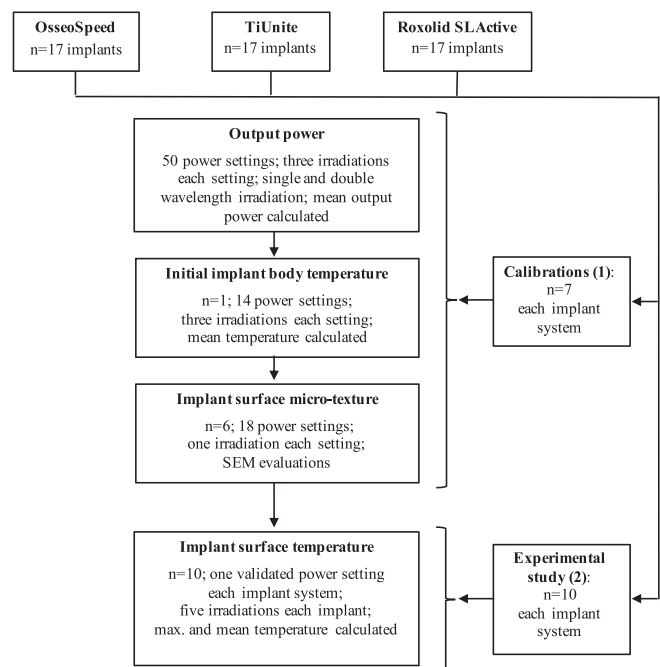 OsseoSpeed
n=17 implants
TiUnite
n=17 implants
Roxolid SLActive
n=17 implants
Output power
50 power settings; three irradiations
each setting; single and double
wavelength irradiation; mean output
power calculated
Initial implant body temperature
n=1; 14 power settings;
three irradiations each setting;
mean temperature calculated
Calibrations (1):
n=7
each implant
system
Implant surface micro-texture
n=6; 18 power settings;
one irradiation each setting;
SEM evaluations
Implant surface temperature
n=10; one validated power setting
each implant system;
five irradiations each implant;
max. and mean temperature calculated
Experimental
study (2):
n=10
each implant
system